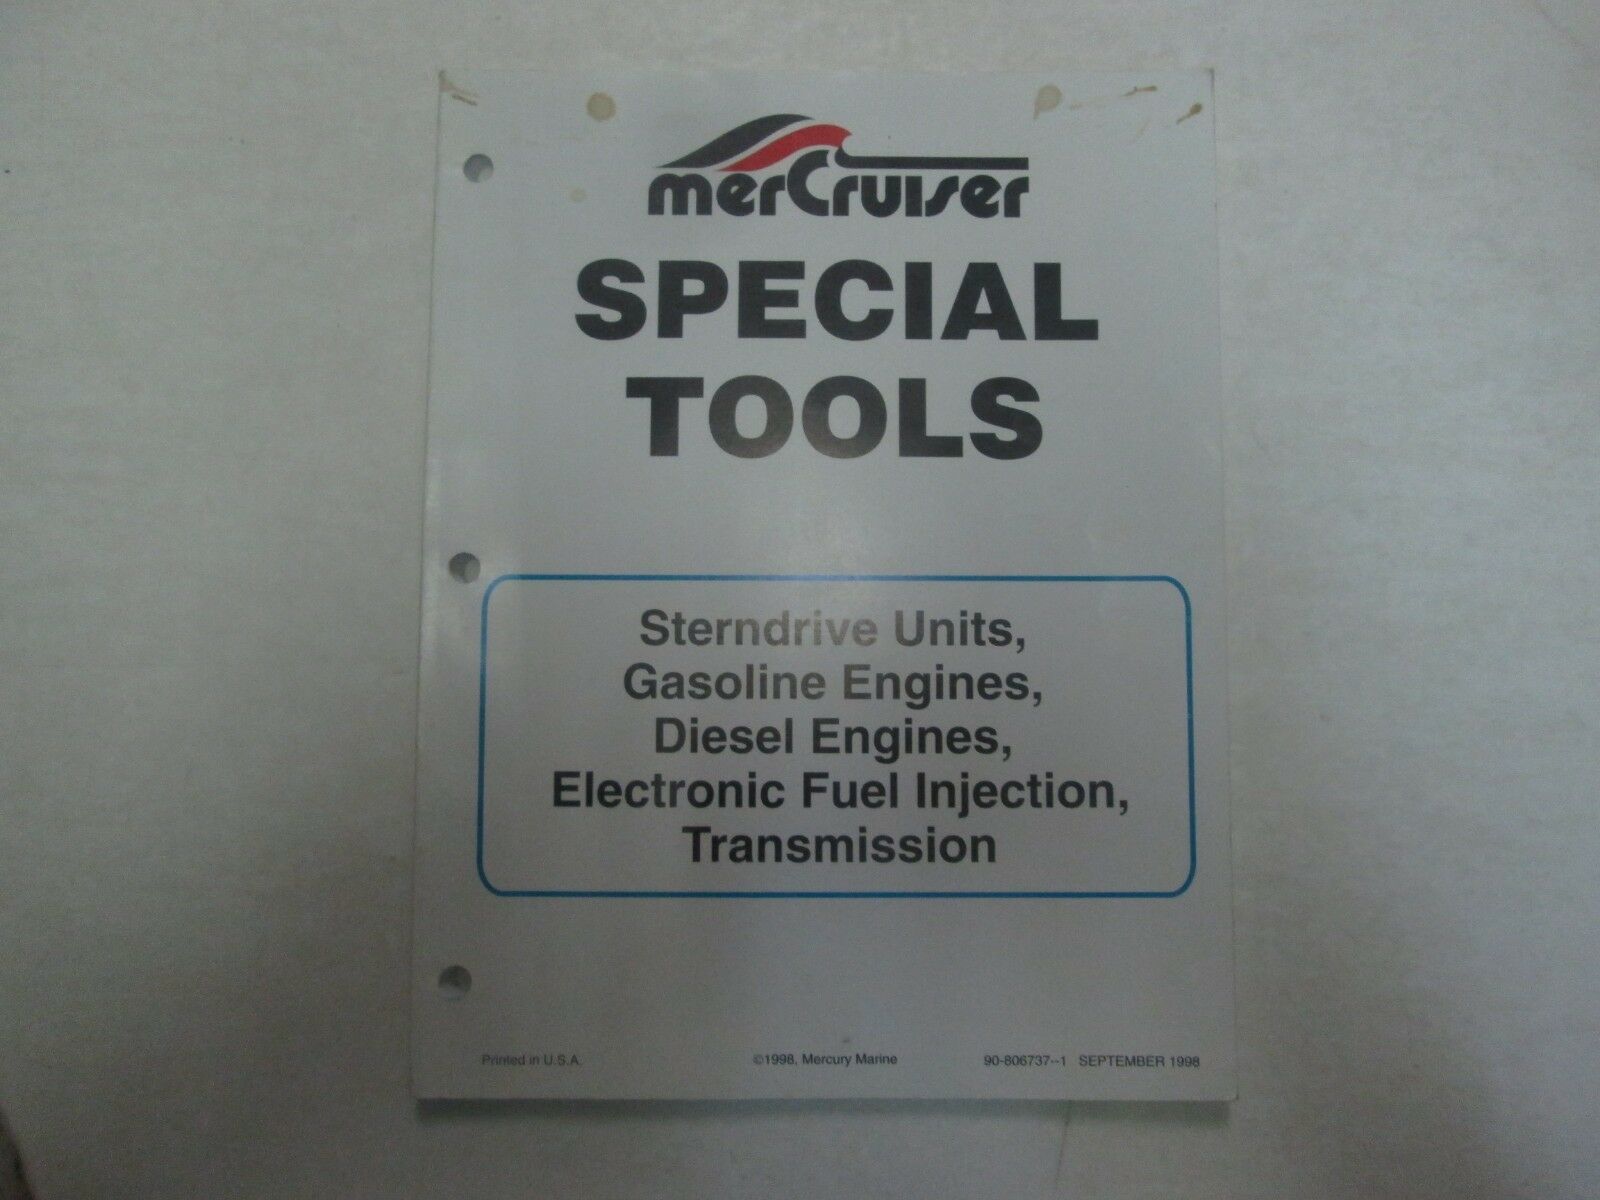 merCruiser
SPECIAL
TOOLS
Sterndrive Units,
Gasoline Engines,
Diesel Engines,
Electronic Fuel Injection,
Transmission
Printed in U.S.A.
©1998, Mercury Marine
90-806737--1 SEPTEMBER 1998